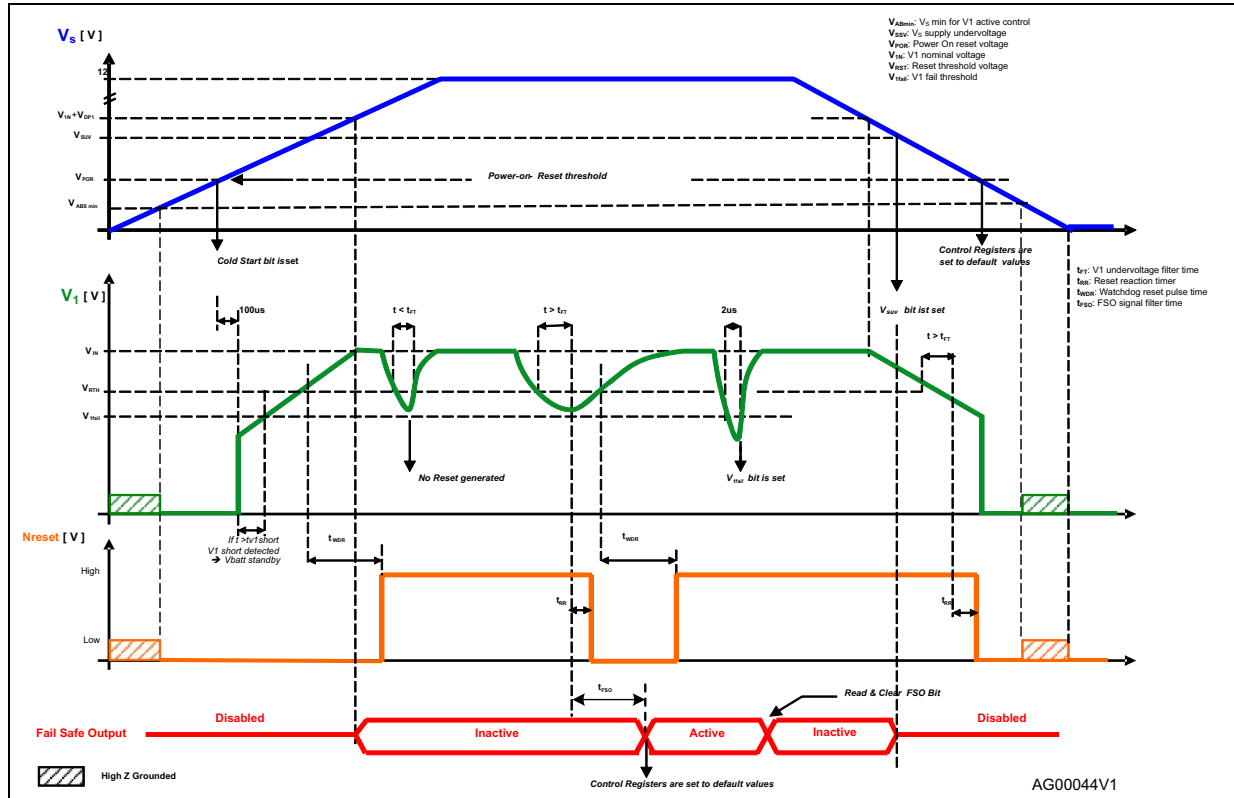 Vs [ V ]
VABmin: VS min for V1 active control
VSSV: VS supply undervoltage
VPOR: Power On reset voltage
V1N: V1 nominal voltage
VRST: Reset threshold voltage
V1fail: V1 fail threshold
12
V1N+VDP1
VSUV
VPOR
Power-on- Reset threshold
V ABS min
Cold Start bit is set
Control Registers are
set to default values
tFT: V1 undervoltage filter time
tRR: Reset reaction timer
tWDR: Watchdog reset pulse time
tFSO: FSO signal filter time
V1 [ V ]
100us
t < tFT
t > tFT
2us
Vsuv bit ist set
t > tFT
VIN
VRTH
V1fail
No Reset generated
V1fail bit is set
If t >tv1short
V1 short detected
➔ Vbatt standby
Nreset [ V ]
tWDR
tWDR
High
tRR
tRR
Low
tFSO
Read & Clear FSO Bit
Fail Safe Output
Disabled
Inactive
Active
Inactive
Disabled
High Z Grounded
Control Registers are set to default values
AG00044V1